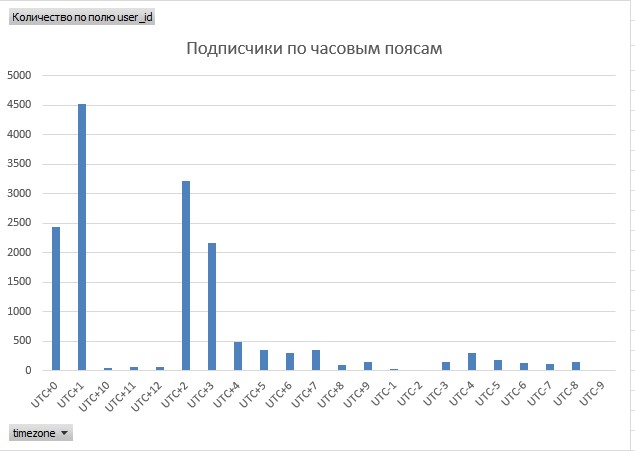 Количество по полю user_id
Подписчики по часовым поясам
5000
4500
4000
3500
3000
2500
2000
1500
1000
500
0
UTC+0 UTC+1 UTC+10 UTC+11 UTC+12 UTC+2 UTC+3 UTC+4 UTC+5 UTC+6 UTC+7 UTC+8 UTC+9 UTC-1 UTC-2 UTC-3 UTC-4 UTC-5 UTC-6 UTC-7 UTC-8 UTC-9
timezone